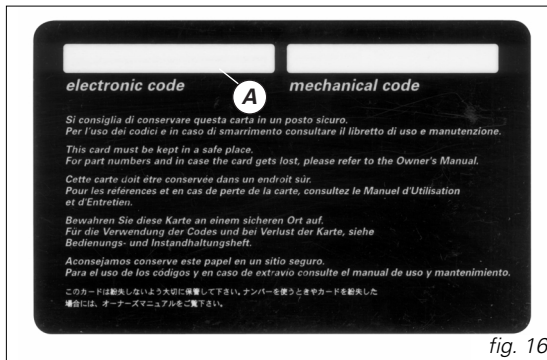 electronic code
mechanical code
A
Si consiglia di conservare questa carta in un posto sicuro.
Per l'uso dei codici e in caso di smarrimento consultare il libretto di uso e manutenzione.
This card must be kept in a safe place.
For part numbers and in case the card gets lost, please refer to the Owner's Manual.
Cette carte doit être conservée dans un endroit sûr.
Pour les références et en cas de perte de la carte, consultez le Manuel d'Utilisation
et d'Entretien.
Bewahren Sie diese Karte an einem sicheren Ort auf.
Für die Verwendung der Codes und bei Verlust der Karte, siehe
Bedienungs- und Instandhaltungsheft.
Aconsejamos conserve este papel en un sitio seguro.
Para el uso de los códigos y en caso de extravío consulte el manual de uso y mantenimiento.
このカードは紛失しないよう大切に保管して下さい。ナンバーを使うときやカードを紛失した
場合には、オーナーズマニュアルをご覧下さい。
fig. 16